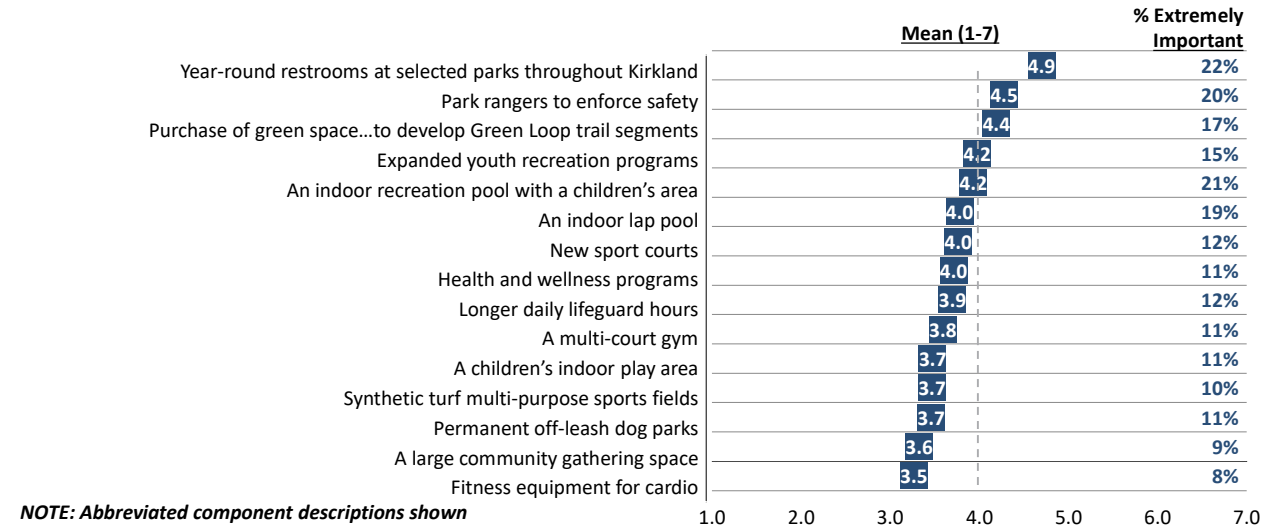 Mean (1-7)
% Extremely
Important
Year-round restrooms at selected parks throughout Kirkland 4.9 22%
Park rangers to enforce safety 4.5 20%
Purchase of green space...to develop Green Loop trail segments 4.4 17%
Expanded youth recreation programs 4.2 15%
An indoor recreation pool with a children’s area 4.2 21%
An indoor lap pool 4.0 19%
New sport courts 4.0 12%
Health and wellness programs 4.0 11%
Longer daily lifeguard hours 3.9 12%
A multi-court gym 3.8 11%
A children’s indoor play area 3.7 11%
Synthetic turf multi-purpose sports fields 3.7 10%
Permanent off-leash dog parks 3.7 11%
A large community gathering space 3.6 9%
Fitness equipment for cardio 3.5 8%
NOTE: Abbreviated component descriptions shown
1.0 2.0 3.0 4.0 5.0 6.0 7.0